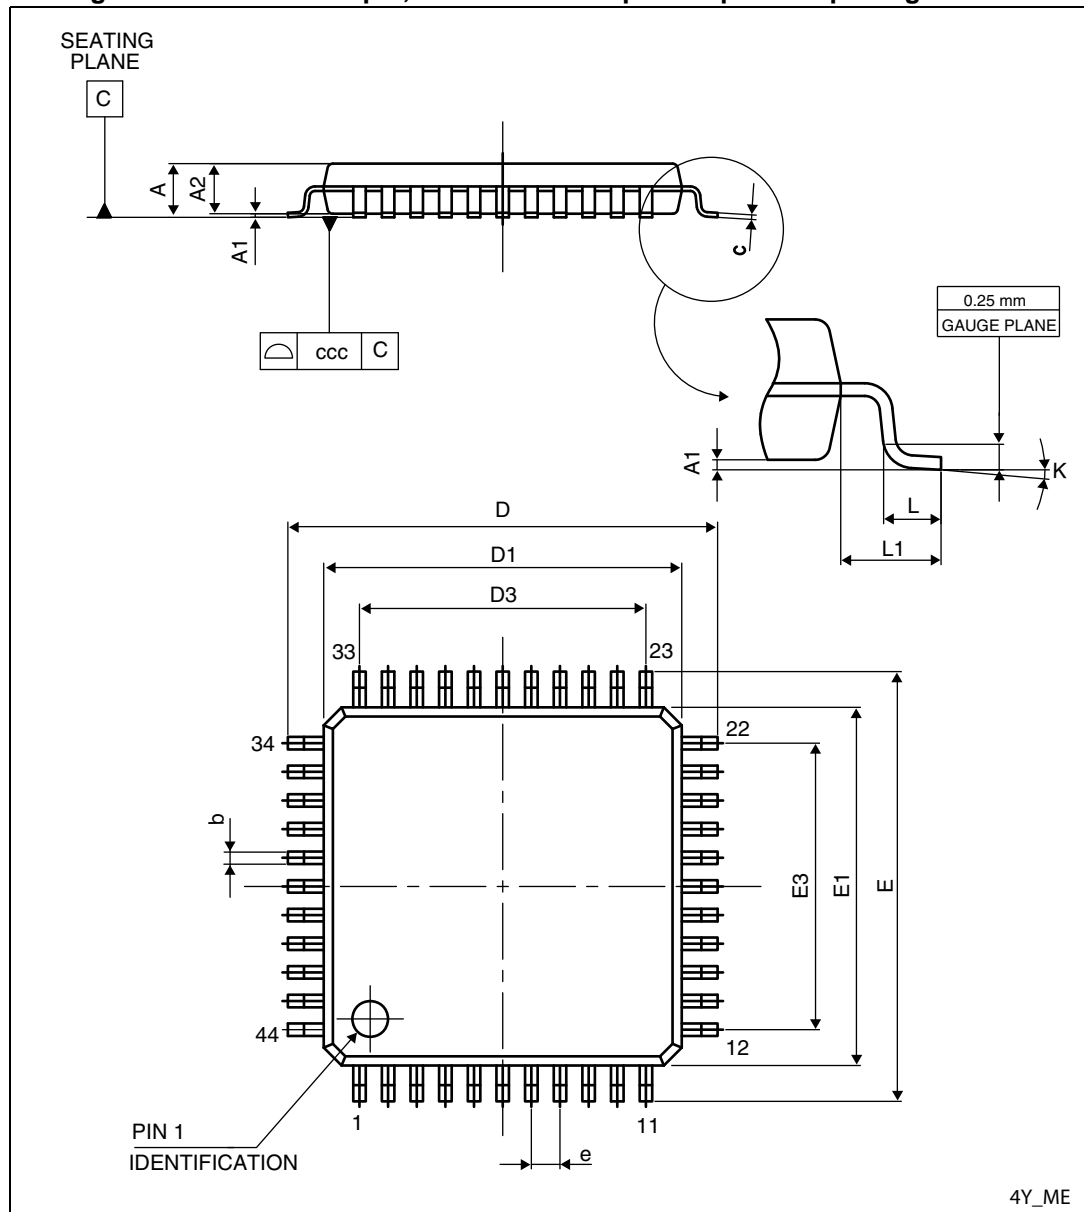 SEATING
PLANE
C
A
A2
A1
c
ccc C
0.25 mm
GAUGE PLANE
A1
K
L
L1
D
D1
D3
33
23
34
22
b
E3
E1
E
44
12
1
11
PIN 1
IDENTIFICATION
e
4Y_ME